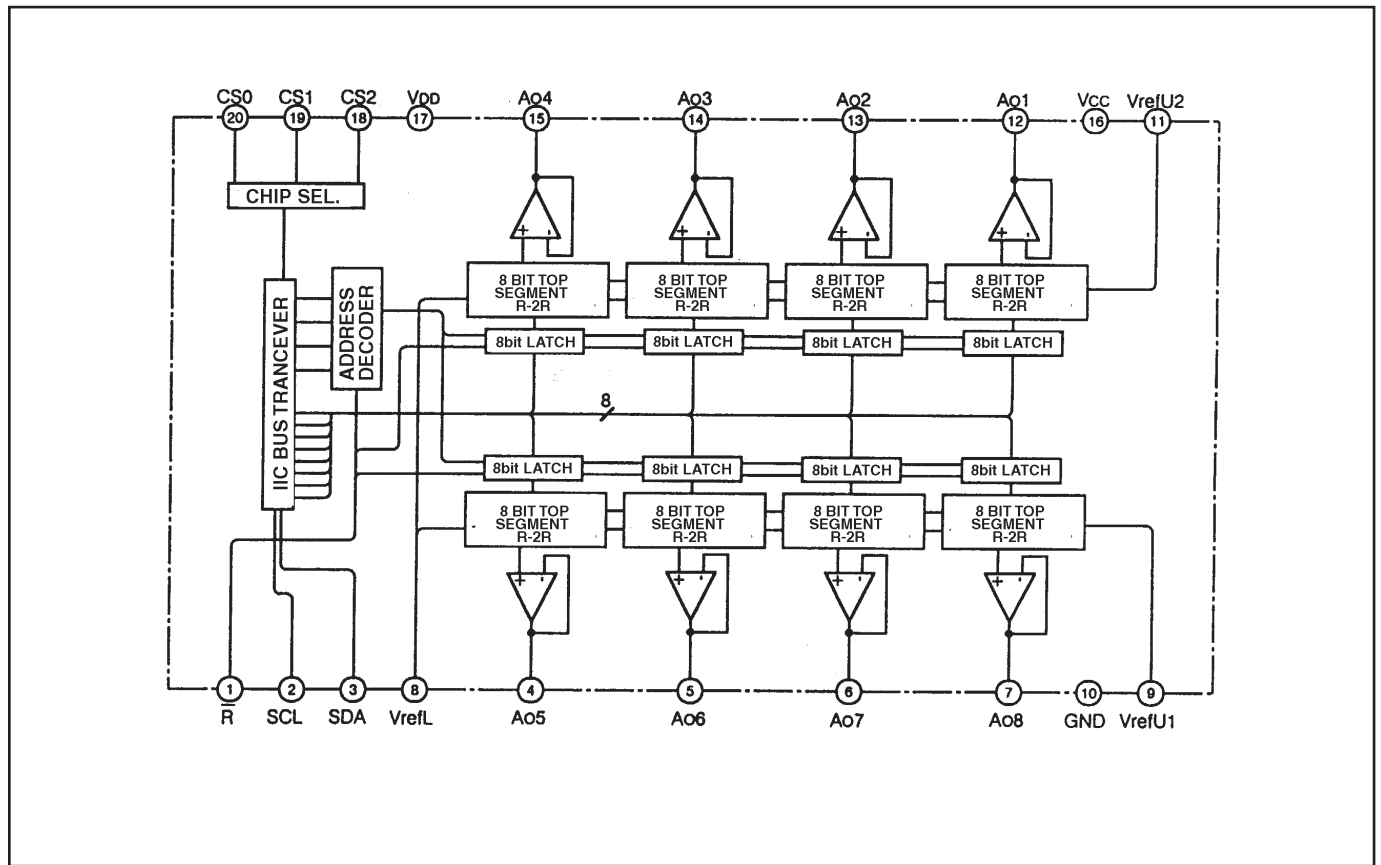 CS0 CS1 CS2 VDD Ao4 Ao3 Ao2 Ao1 Vcc VrefU2
20 19 18 17 15 14 13 12 16 11
CHIP SEL.
+ - + - + - + -
IIC BUS TRANCEVER
ADDRESS
DECODER
8 BIT TOP
SEGMENT
R-2R
8 BIT TOP
SEGMENT
R-2R
8 BIT TOP
SEGMENT
R-2R
8 BIT TOP
SEGMENT
R-2R
8bit LATCH 8bit LATCH 8bit LATCH 8bit LATCH
8
8bit LATCH 8bit LATCH 8bit LATCH 8bit LATCH
8 BIT TOP
SEGMENT
R-2R
8 BIT TOP
SEGMENT
R-2R
8 BIT TOP
SEGMENT
R-2R
8 BIT TOP
SEGMENT
R-2R
+ - + - + - + -
1 2 3 8 4 5 6 7 10 9
R̅ SCL SDA VrefL Ao5 Ao6 Ao7 Ao8 GND VrefU1